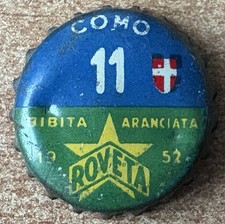 COMO
11
BIBITA ARANCIATA
19 52
ROVETA